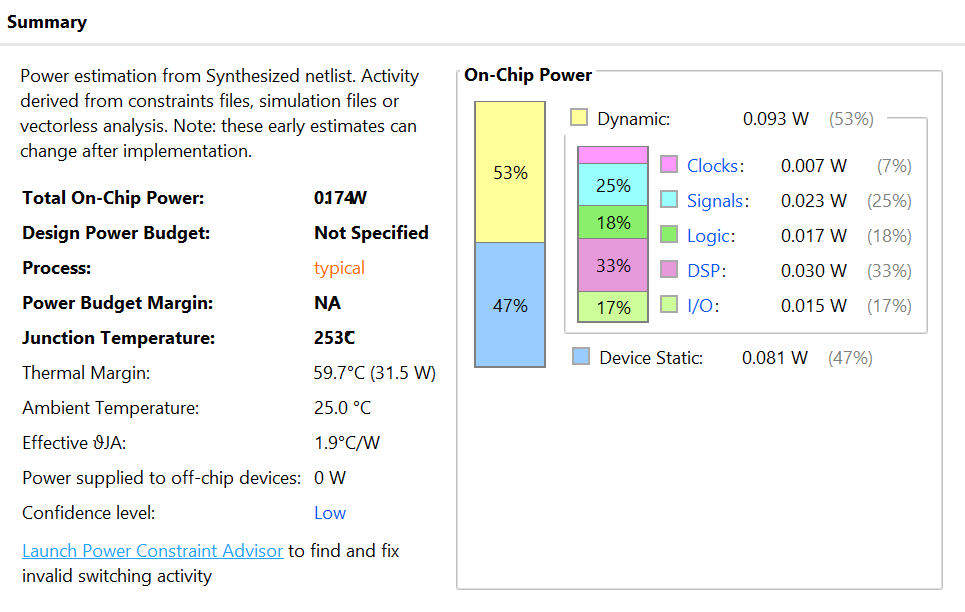 Summary
Power estimation from Synthesized netlist. Activity
derived from constraints files, simulation files or
vectorless analysis. Note: these early estimates can
change after implementation.
Total On-Chip Power: 0.174 W
Design Power Budget: Not Specified
Process: typical
Power Budget Margin: NA
Junction Temperature: 25.3°C
Thermal Margin: 59.7°C (31.5 W)
Ambient Temperature: 25.0 °C
Effective ϑJA: 1.9°C/W
Power supplied to off-chip devices: 0 W
Confidence level: Low
Launch Power Constraint Advisor to find and fix
invalid switching activity
On-Chip Power
53%
47%
Dynamic: 0.093 W (53%)
25%
18%
33%
17%
Clocks: 0.007 W (7%)
Signals: 0.023 W (25%)
Logic: 0.017 W (18%)
DSP: 0.030 W (33%)
I/O: 0.015 W (17%)
Device Static: 0.081 W (47%)